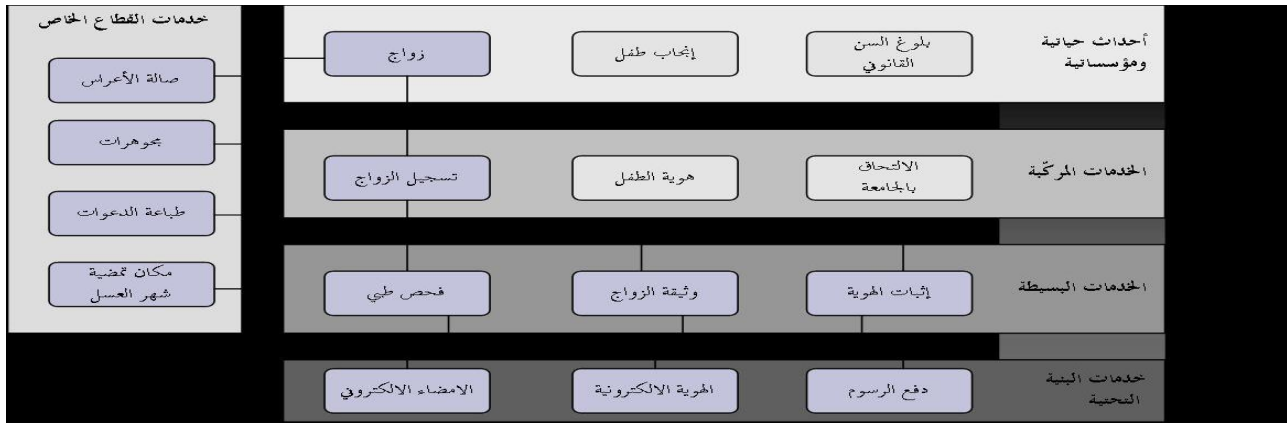 أحداث حياتية
ومؤسساتية
بلوغ السن
القانوني
إنجاب طفل
زواج
الخدمات المركّبة
الالتحاق
بالجامعة
هوية الطفل
تسجيل الزواج
الخدمات البسيطة
إثبات الهوية
وثيقة الزواج
فحص طبي
خدمات البنية
التحتية
دفع الرسوم
الهوية الالكترونية
الامضاء الالكتروني
خدمات القطاع الخاص
صالة الأعراس
مجوهرات
طباعة الدعوات
مكان تمضية
شهر العسل